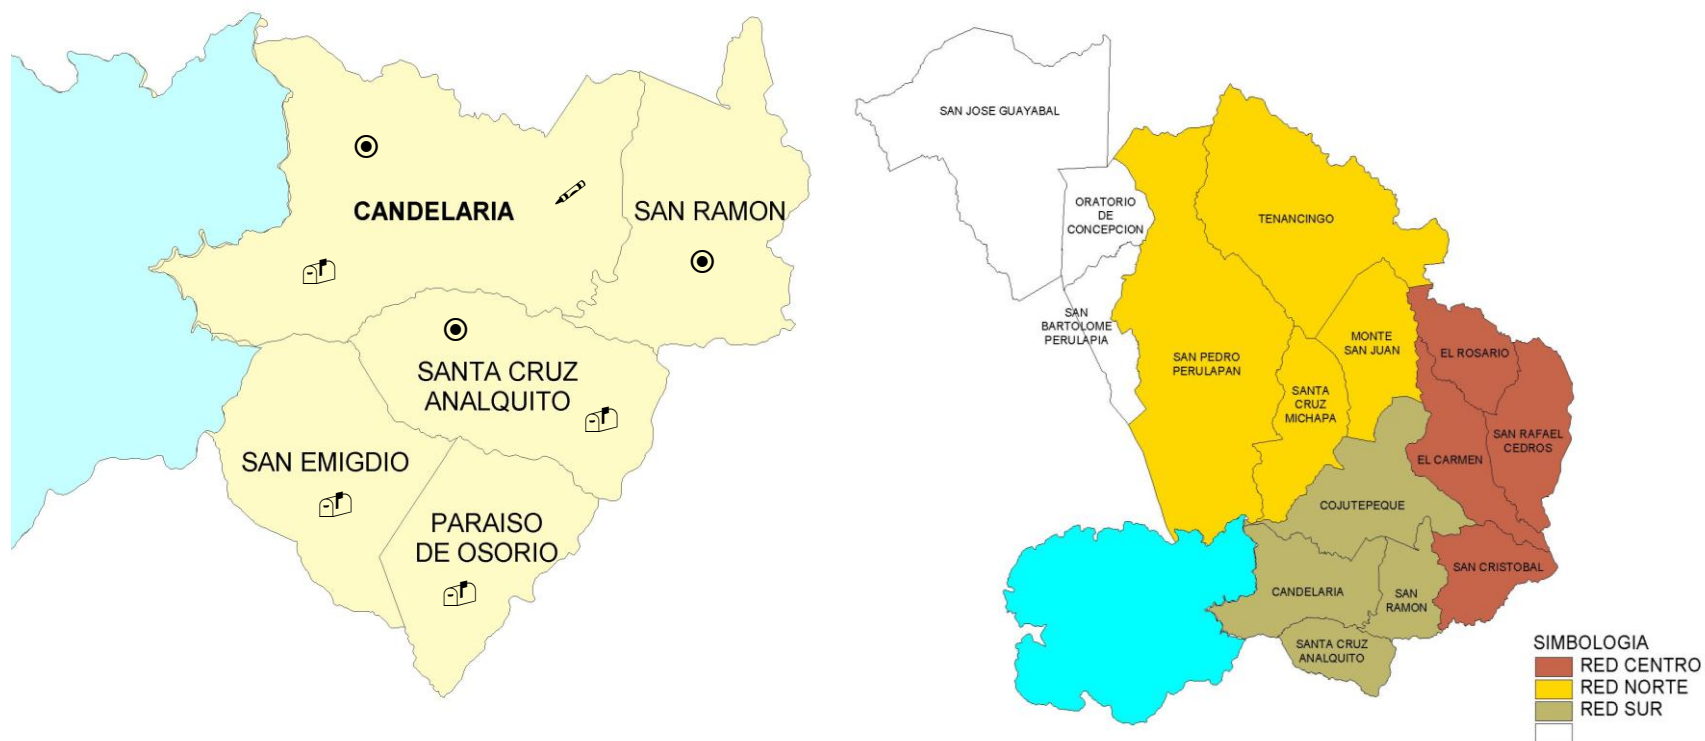 CANDELARIA
SAN RAMON
SANTA CRUZ
ANALQUITO
SAN EMIGDIO
PARAISO
DE OSORIO
SAN JOSE GUAYABAL
ORATORIO
DE
CONCEPCION
TENANCINGO
SAN
BARTOLOME
PERULAPIA
SAN PEDRO
PERULAPAN
SANTA
CRUZ
MICHAPA
MONTE
SAN JUAN
EL ROSARIO
SAN RAFAEL
CEDROS
EL CARMEN
COJUTEPEQUE
SAN CRISTOBAL
CANDELARIA
SAN
RAMON
SANTA CRUZ
ANALQUITO
SIMBOLOGIA
RED CENTRO
RED NORTE
RED SUR